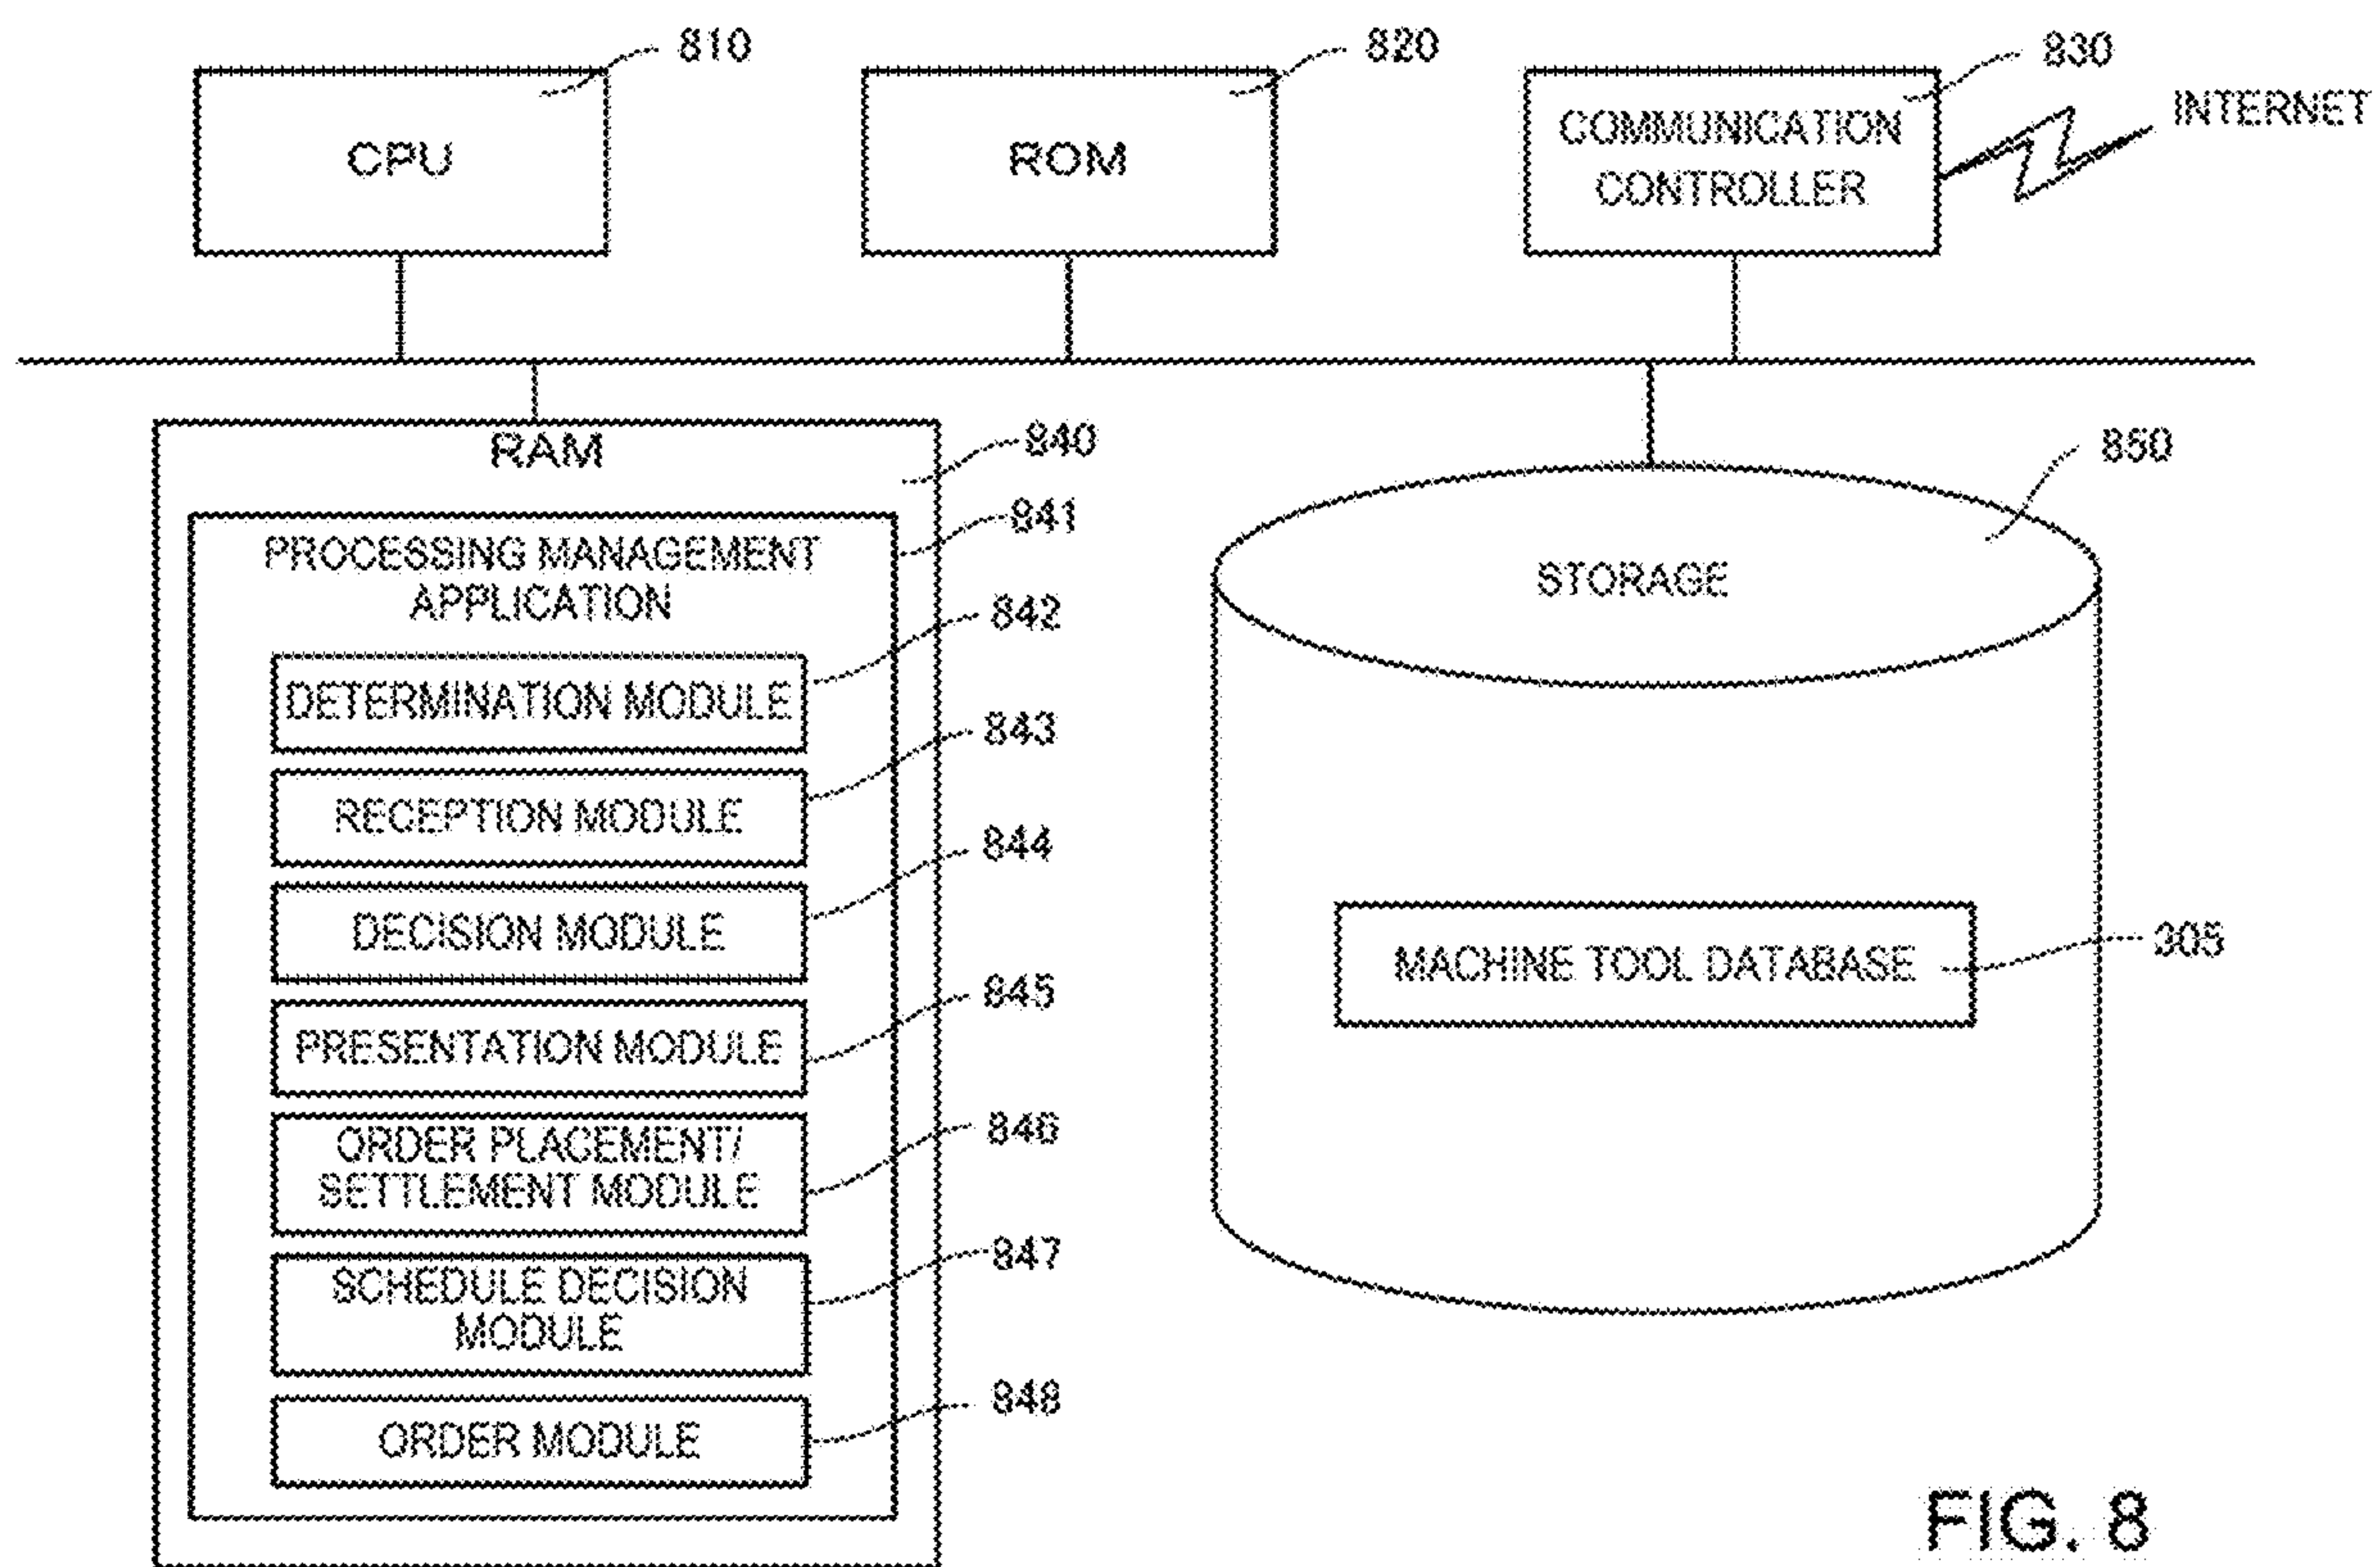 810
820
830
CPU
ROM
COMMUNICATION
CONTROLLER
INTERNET
RAM
840
850
841
PROCESSING MANAGEMENT
APPLICATION
STORAGE
842
DETERMINATION MODULE
843
RECEPTION MODULE
844
DECISION MODULE
MACHINE TOOL DATABASE
305
845
PRESENTATION MODULE
846
ORDER PLACEMENT/
SETTLEMENT MODULE
847
SCHEDULE DECISION
MODULE
848
ORDER MODULE
FIG. 8